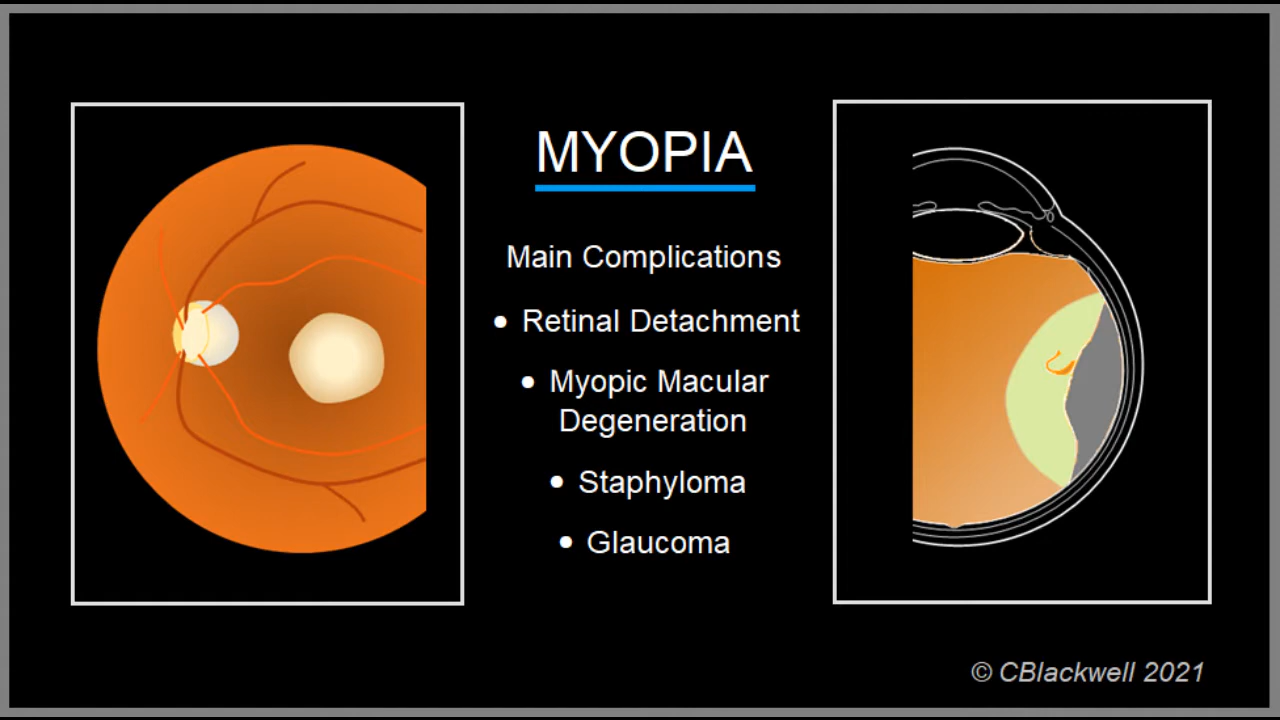 MYOPIA
Main Complications
• Retinal Detachment
• Myopic Macular
Degeneration
• Staphyloma
• Glaucoma
© CBlackwell 2021